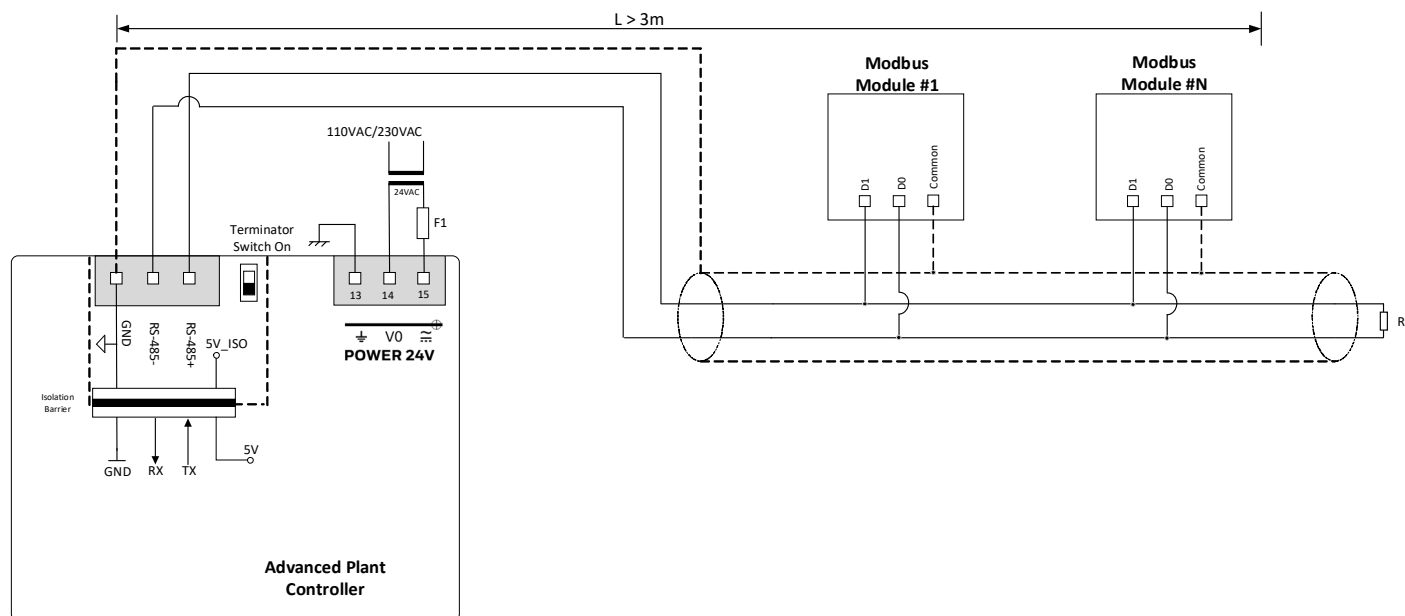 L > 3m
Modbus
Module #1
Modbus
Module #N
110VAC/230VAC
24VAC
F1
Terminator
Switch On
D1
D0
Common
D1
D0
Common
13
14
15
R
GND
RS-485-
RS-485+
5V_ISO
V0
POWER 24V
Isolation
Barrier
5V
GND
RX
TX
Advanced Plant
Controller